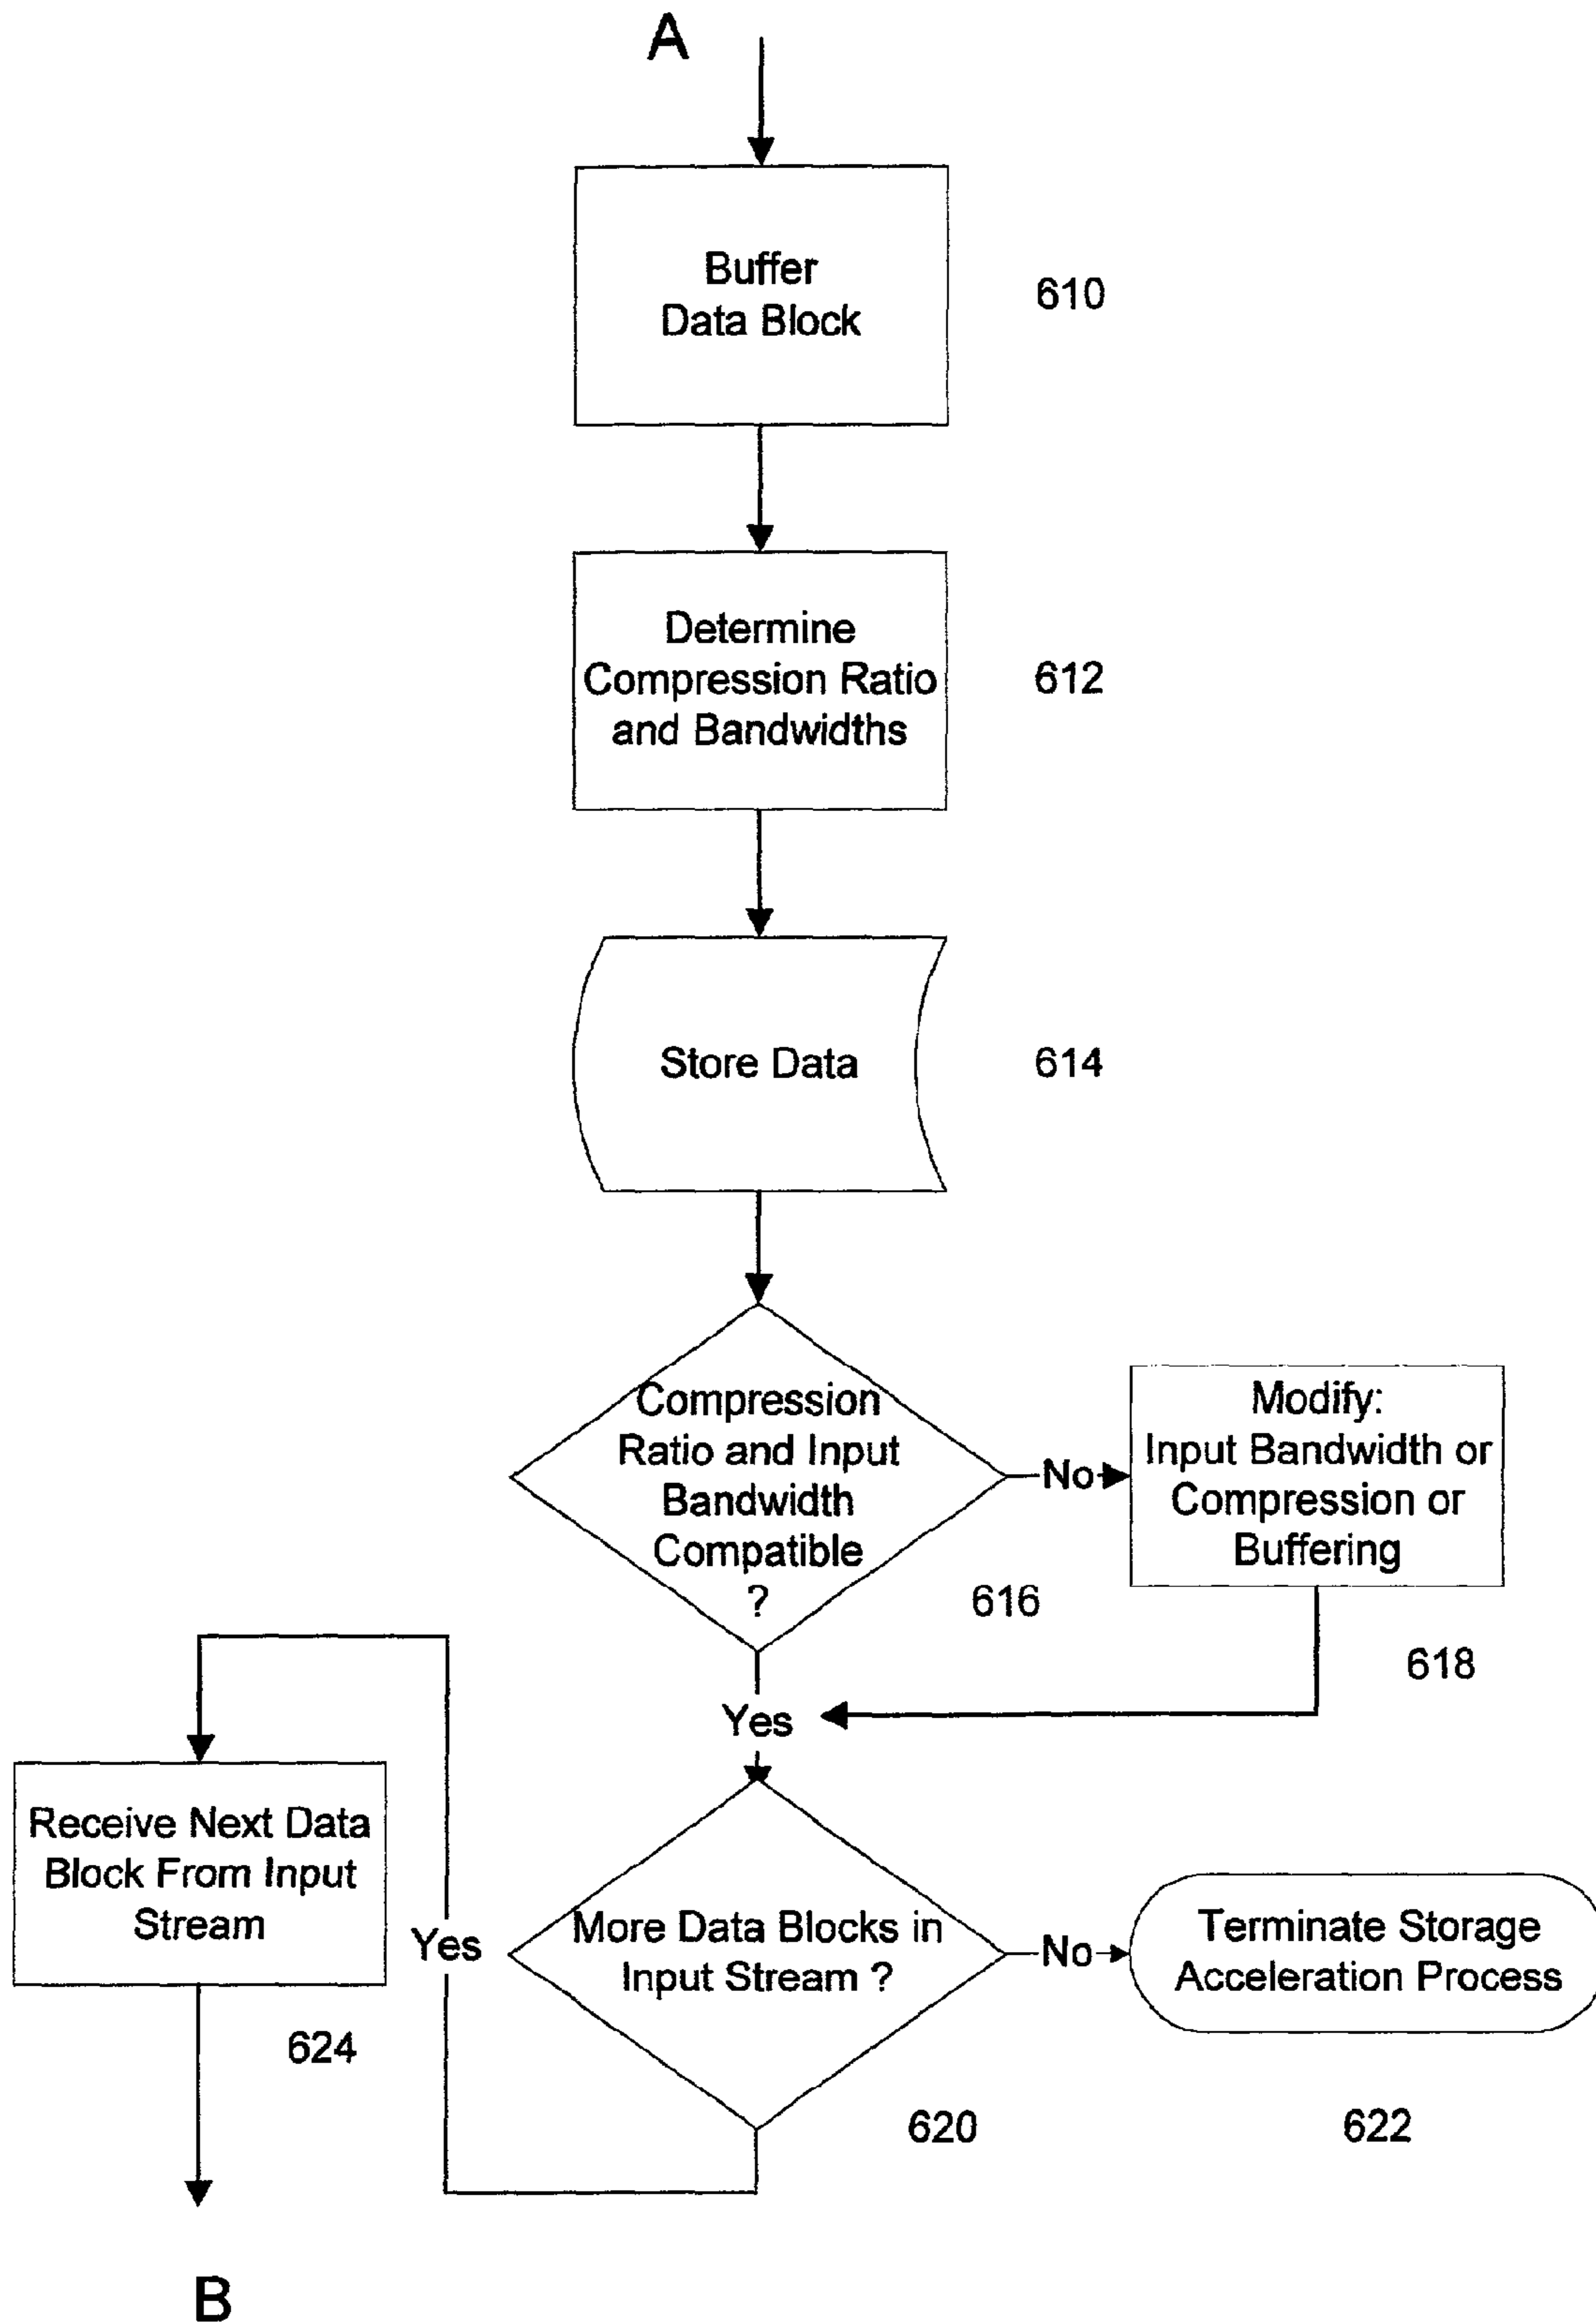 A
Buffer
Data Block
610
Determine
Compression Ratio
and Bandwidths
612
Store Data
614
Compression
Ratio and Input
Bandwidth
Compatible
?
616
No
Modify:
Input Bandwidth or
Compression or
Buffering
618
Yes
Receive Next Data
Block From Input
Stream
624
Yes
More Data Blocks in
Input Stream ?
620
No
Terminate Storage
Acceleration Process
622
B